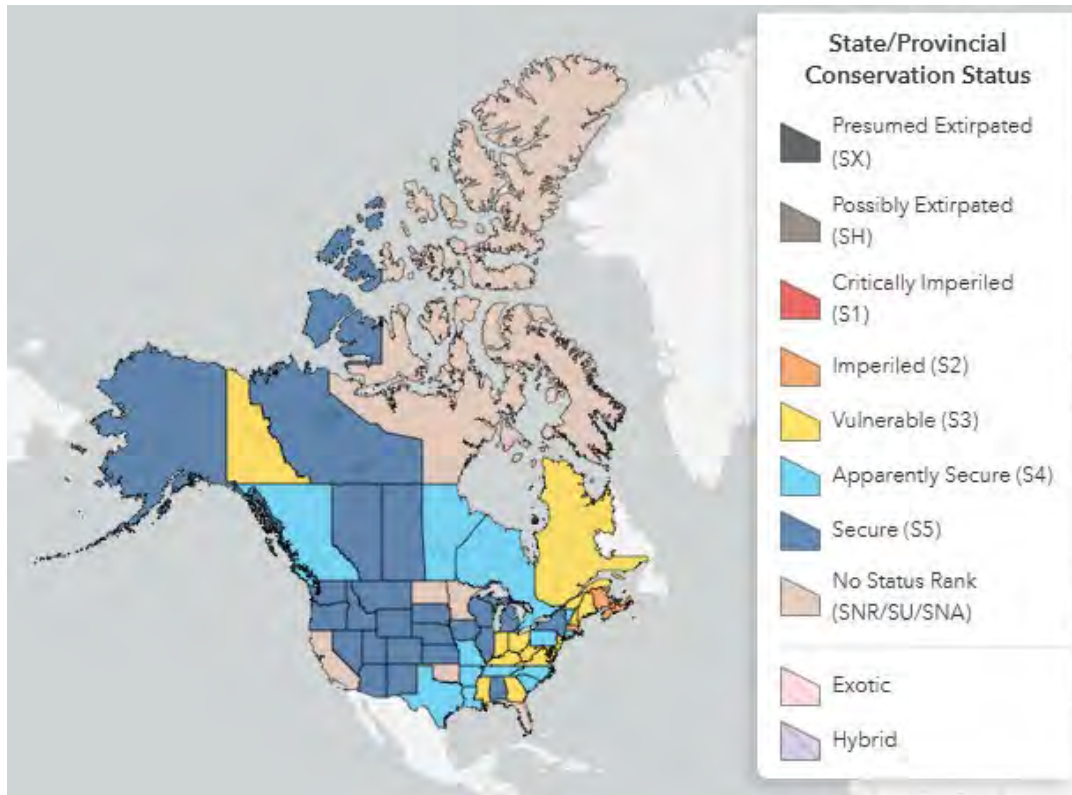 State/Provincial
Conservation Status
Presumed Extirpated
(SX)
Possibly Extirpated
(SH)
Critically Imperiled
(S1)
Imperiled (S2)
Vulnerable (S3)
Apparently Secure (S4)
Secure (S5)
No Status Rank
(SNR/SU/SNA)
Exotic
Hybrid